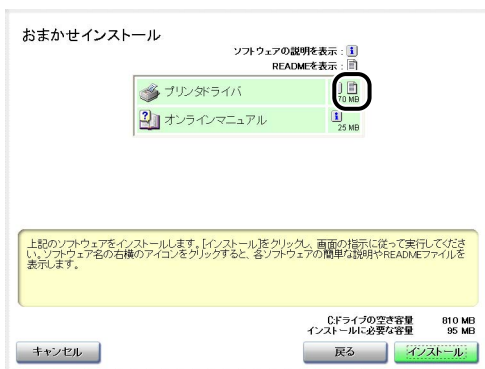 おまかせインストール
ソフトウェアの説明を表示 :
READMEを表示 :
プリンタドライバ
70 MB
オンラインマニュアル
25 MB
上記のソフトウェアをインストールします。[インストール]をクリックし、画面の指示に従って実行してくださ
い。ソフトウェア名の右横のアイコンをクリックすると、各ソフトウェアの簡単な説明やREADMEファイルを
表示します。
C:ドライブの空き容量 810 MB
インストールに必要な容量 95 MB
キャンセル 戻る インストール